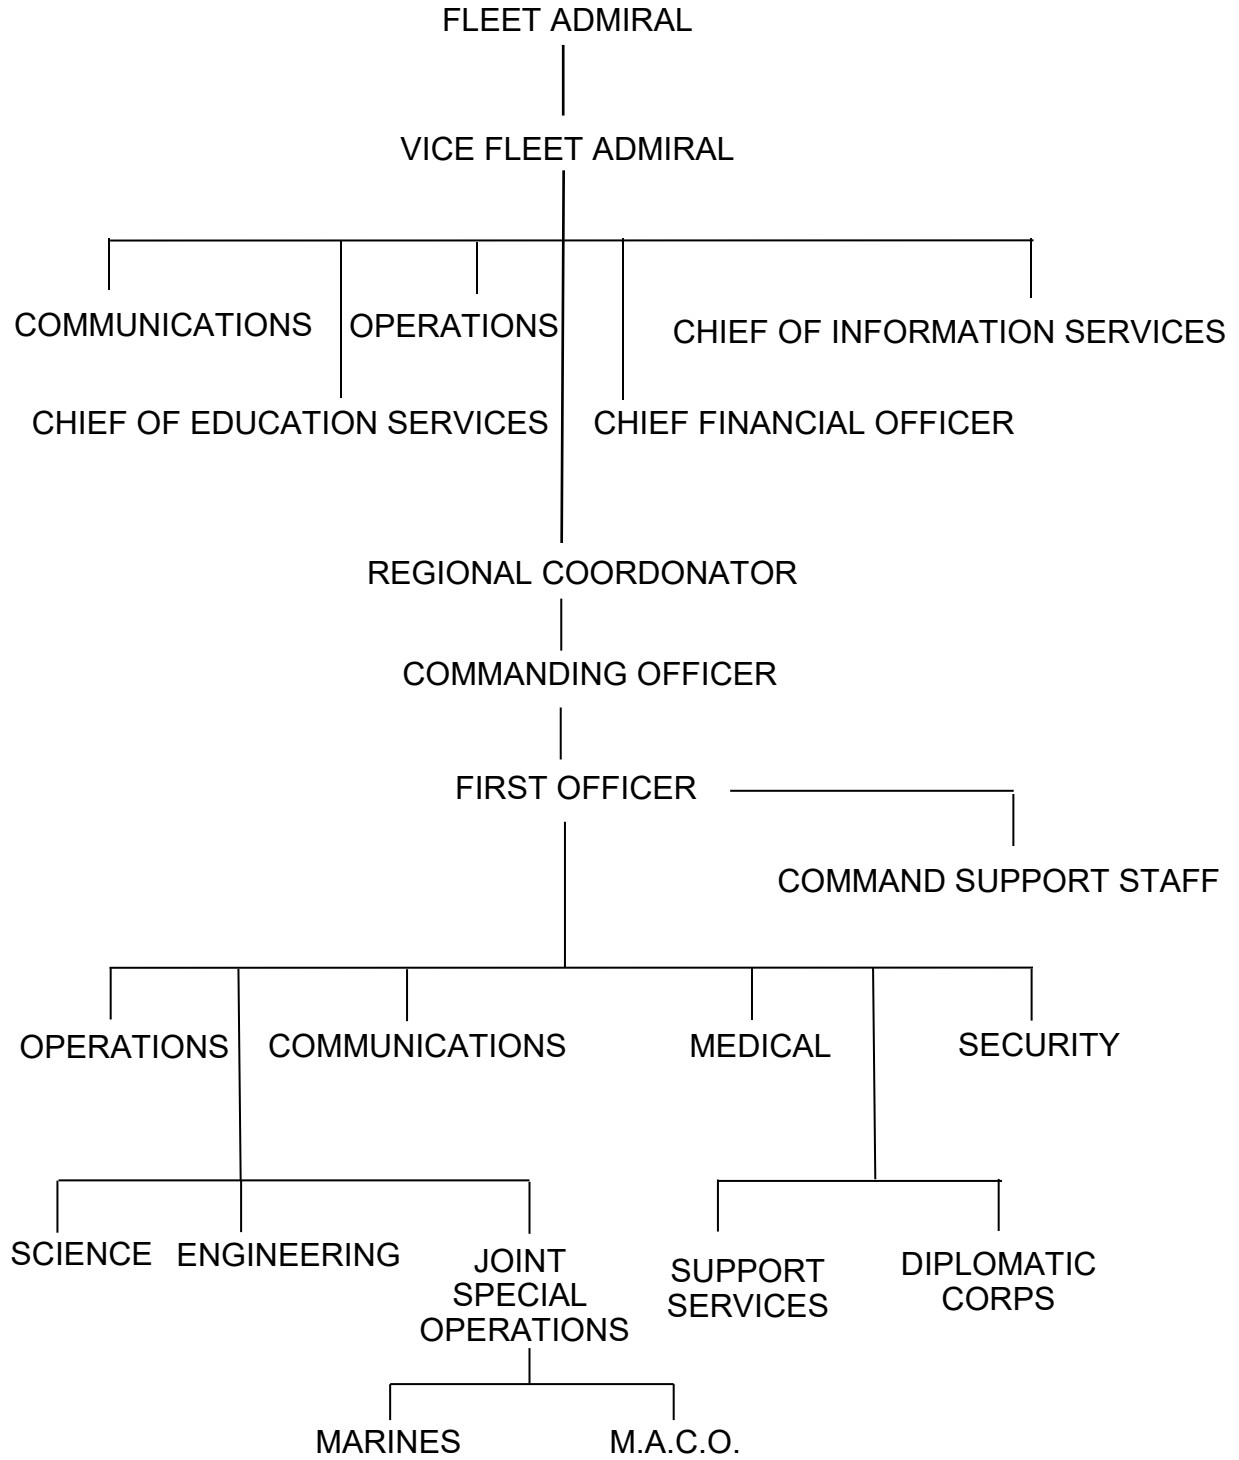 FLEET ADMIRAL
VICE FLEET ADMIRAL
COMMUNICATIONS
OPERATIONS
CHIEF OF INFORMATION SERVICES
CHIEF OF EDUCATION SERVICES
CHIEF FINANCIAL OFFICER
REGIONAL COORDONATOR
COMMANDING OFFICER
FIRST OFFICER
COMMAND SUPPORT STAFF
OPERATIONS
COMMUNICATIONS
MEDICAL
SECURITY
SCIENCE
ENGINEERING
JOINT
SPECIAL
OPERATIONS
SUPPORT
SERVICES
DIPLOMATIC
CORPS
MARINES
M.A.C.O.